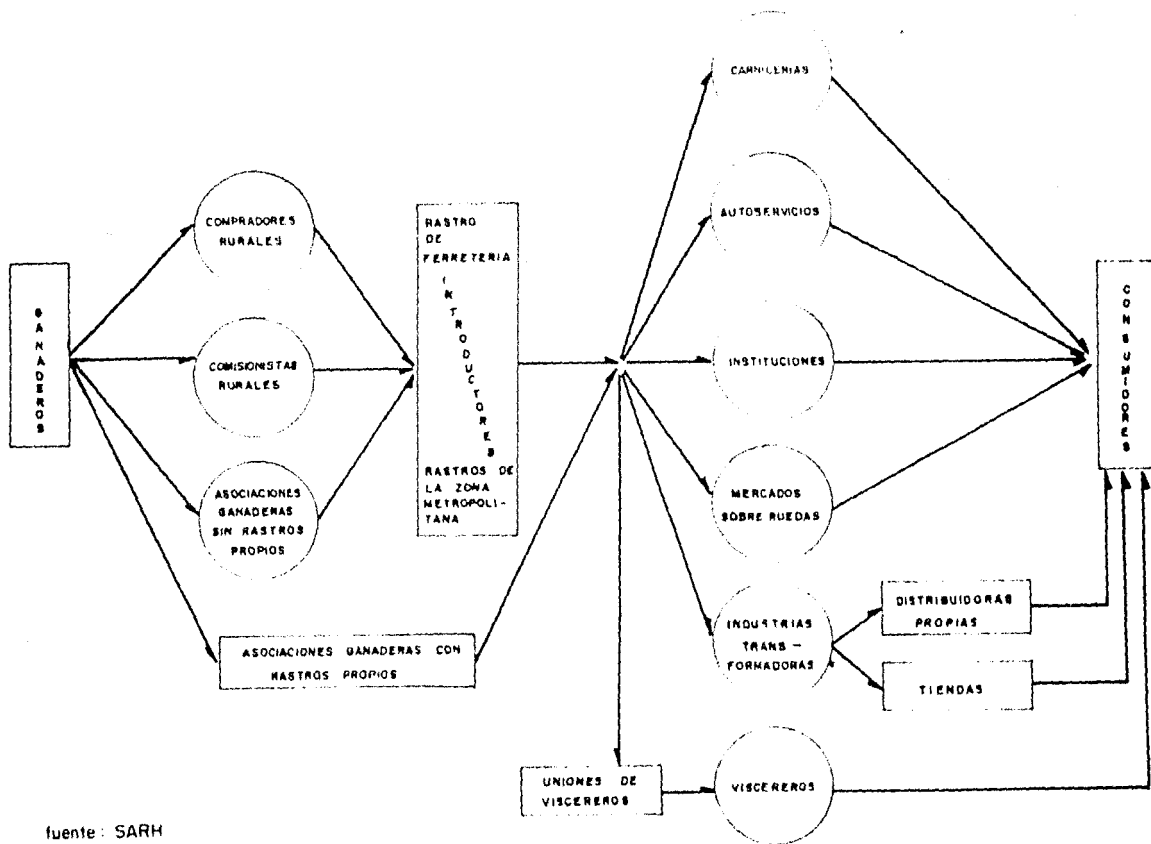 GANADEROS
COMPRADORES
RURALES
COMISIONISTAS
RURALES
ASOCIACIONES
GANADERAS
SIN RASTROS
PROPIOS
ASOCIACIONES GANADERAS CON
RASTROS PROPIOS
RASTRO
DE
FERRETERIA
INTRODUCTORES
RASTROS DE
LA ZONA
METROPOLI-
TANA
CARNICERIAS
AUTOSERVICIOS
INSTITUCIONES
MERCADOS
SOBRE RUEDAS
INDUSTRIAS
TRANS-
FORMADORAS
DISTRIBUIDORAS
PROPIAS
TIENDAS
UNIONES DE
VISCEREROS
VISCEREROS
CONSUMIDORES
fuente: SARH